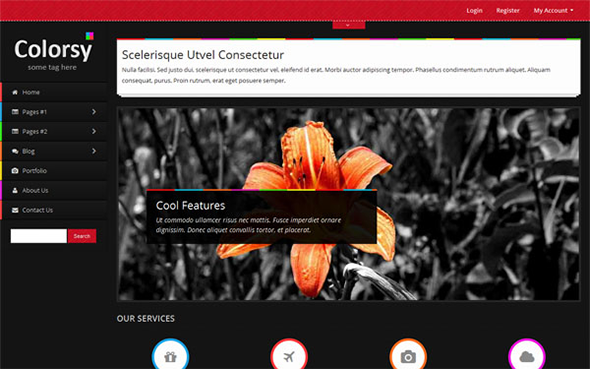 Login Register My Account
Colorsy
some tag here
Home
Pages #1
Pages #2
Blog
Portfolio
About Us
Contact Us
Search
Scelerisque Utvel Consectetur
Nulla facilisi. Sed justo dui, scelerisque ut consectetur vel, eleifend id erat. Morbi auctor adipiscing tempor. Phasellus condimentum rutrum aliquet. Aliquam
consequat, purus. Proin rutrum, erat eget posuere semper.
Cool Features
Ut commodo ullamcer risus nec mattis. Fusce imperdiet ornare
dignissim. Donec aliquet convallis tortor, et placerat.
OUR SERVICES